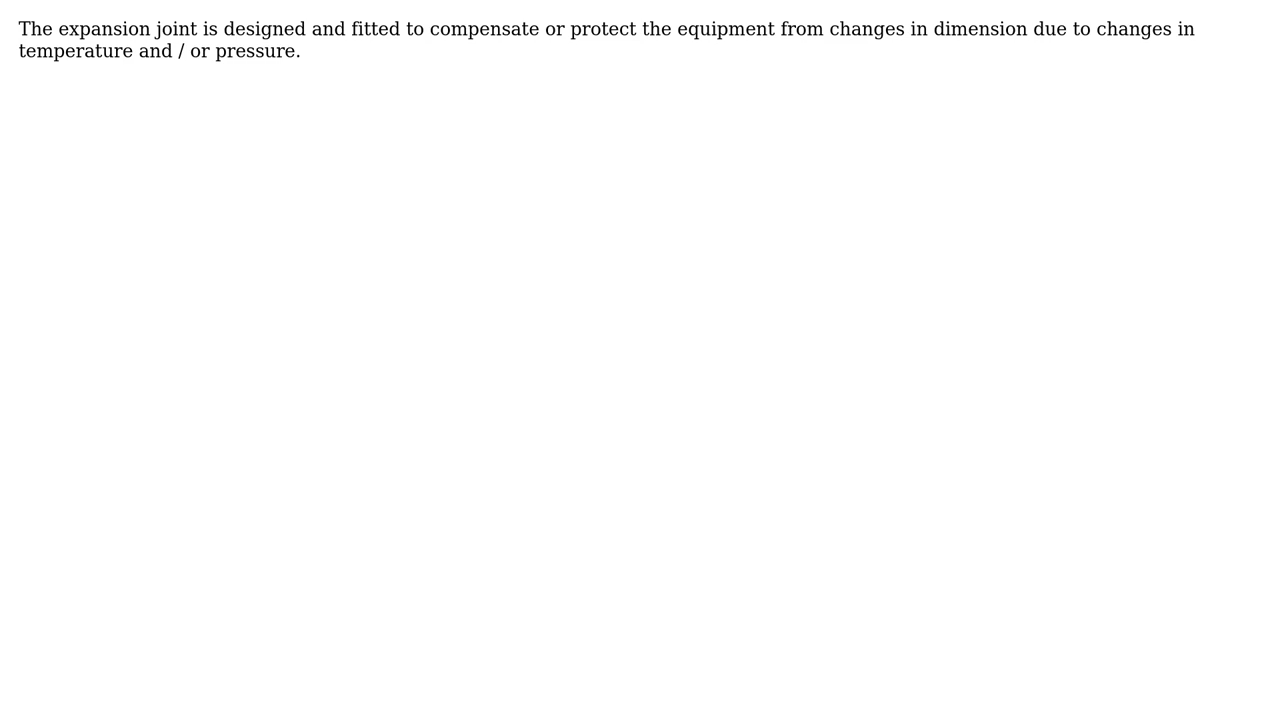 The expansion joint is designed and fitted to compensate or protect the equipment from changes in dimension due to changes in
temperature and / or pressure.